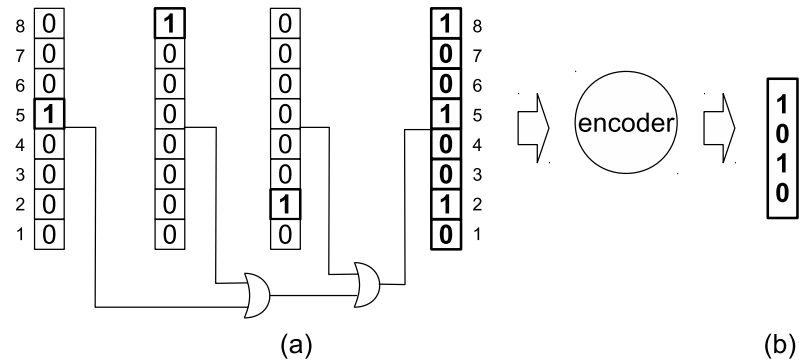 8 0 1 0 1 8
7 0 0 0 0 7
6 0 0 0 0 6
5 1 0 0 1 5
4 0 0 0 0 4
3 0 0 0 0 3
2 0 0 1 1 2
1 0 0 0 0 1
encoder
1
0
1
0
(a) (b)